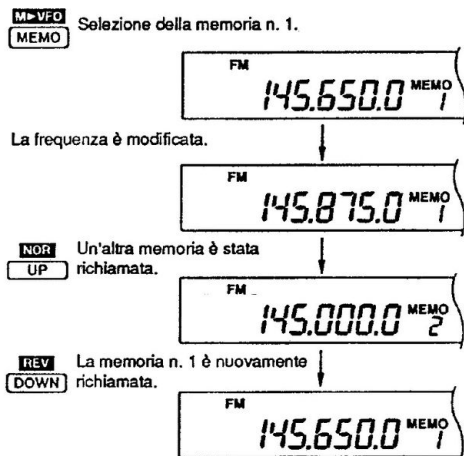 M▶VFO
MEMO Selezione della memoria n. 1.
FM
145.650.0 MEMO 1
La frequenza è modificata.
FM
145.875.0 MEMO 1
NOR Un'altra memoria è stata
UP richiamata.
FM
145.000.0 MEMO 2
REV La memoria n. 1 è nuovamente
DOWN richiamata.
FM
145.650.0 MEMO 1